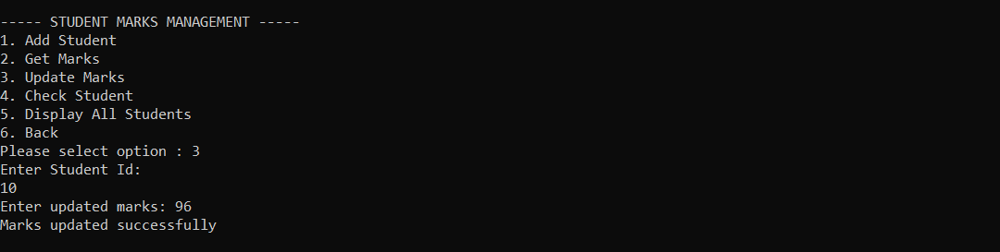 ----- STUDENT MARKS MANAGEMENT -----
1. Add Student
2. Get Marks
3. Update Marks
4. Check Student
5. Display All Students
6. Back
Please select option : 3
Enter Student Id:
10
Enter updated marks: 96
Marks updated successfully